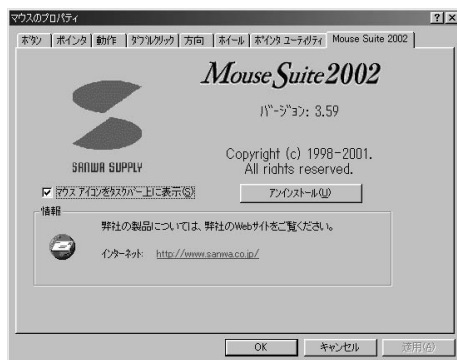 マウスのプロパティ
ボタン ポインタ 動作 ダブルクリック 方向 ホイール ポインタ ユーティリティ Mouse Suite 2002
Mouse Suite 2002
バージョン: 3.59
SANWA SUPPLY
Copyright (c) 1998-2001.
All rights reserved.
マウス アイコンをタスクバー上に表示(S)
アンインストール(U)
情報
弊社の製品については、弊社のWebサイトをご覧ください。
インターネット: http://www.sanwa.co.jp/
OK キャンセル 適用(A)